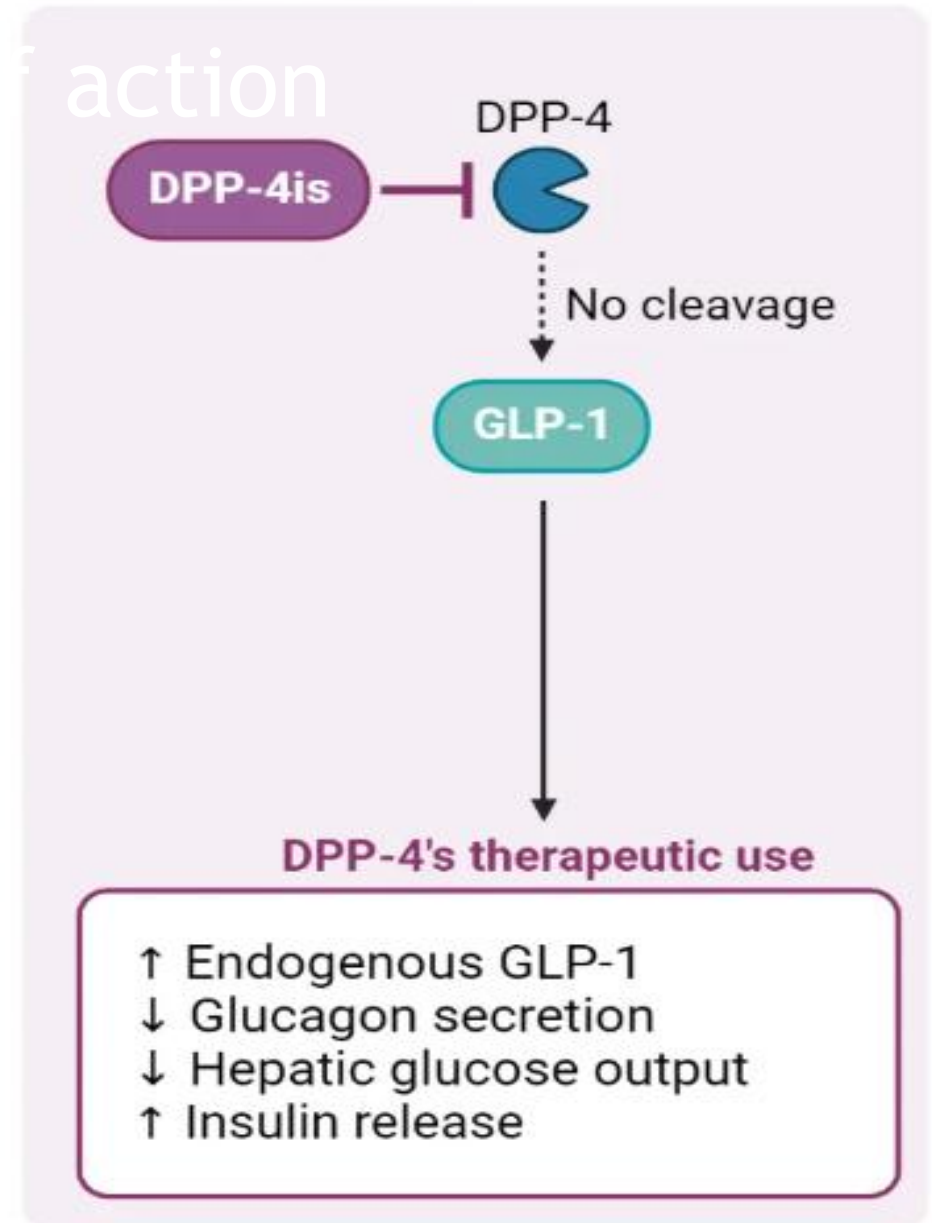 f action
DPP-4
DPP-4is
No cleavage
GLP-1
DPP-4's therapeutic use
↑ Endogenous GLP-1
↓ Glucagon secretion
↓ Hepatic glucose output
↑ Insulin release